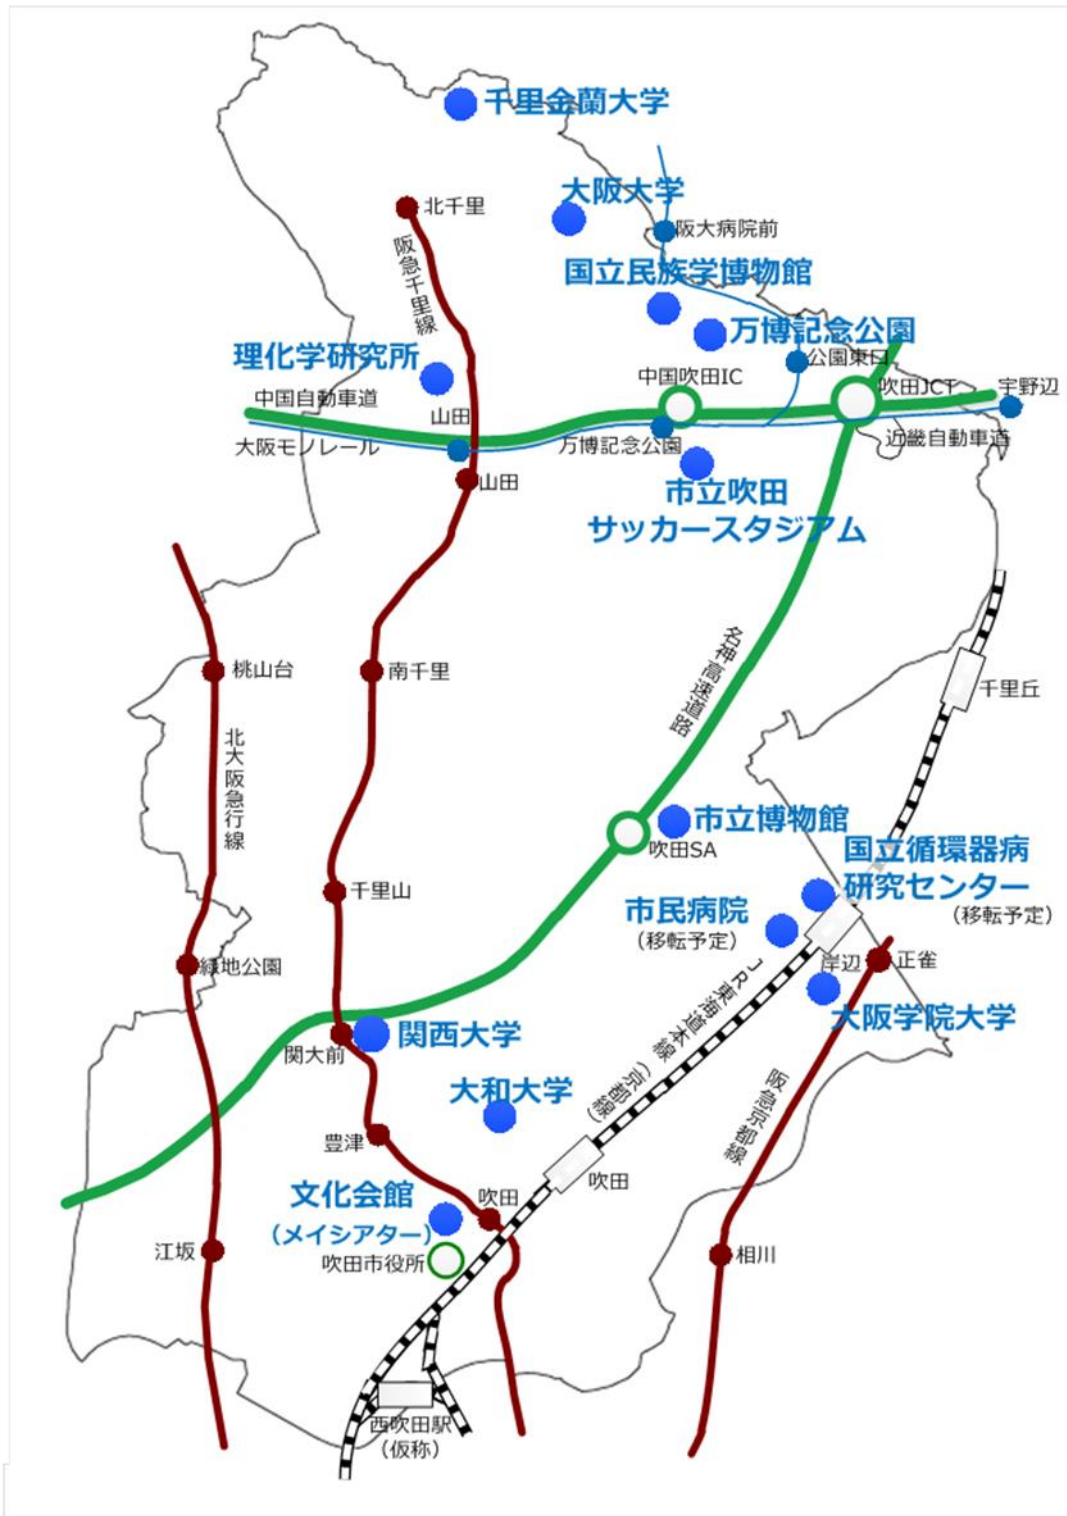 千里金蘭大学
大阪大学
北千里
阪大病院前
阪急千里線
国立民族学博物館
万博記念公園
理化学研究所
公園東口
中国吹田IC
吹田JCT
宇野辺
中国自動車道
山田
大阪モノレール
万博記念公園
近畿自動車道
山田
市立吹田
サッカースタジアム
名神高速道路
桃山台
南千里
千里丘
北大阪急行線
市立博物館
吹田SA
国立循環器病
研究センター
(移転予定)
千里山
市民病院
(移転予定)
緑地公園
岸辺
正雀
JR東海道本線(京都線)
大阪学院大学
関西大学
関大前
大和大学
阪急京都線
豊津
吹田
文化会館
(メイシアター)
吹田
吹田市役所
江坂
相川
西吹田駅
(仮称)